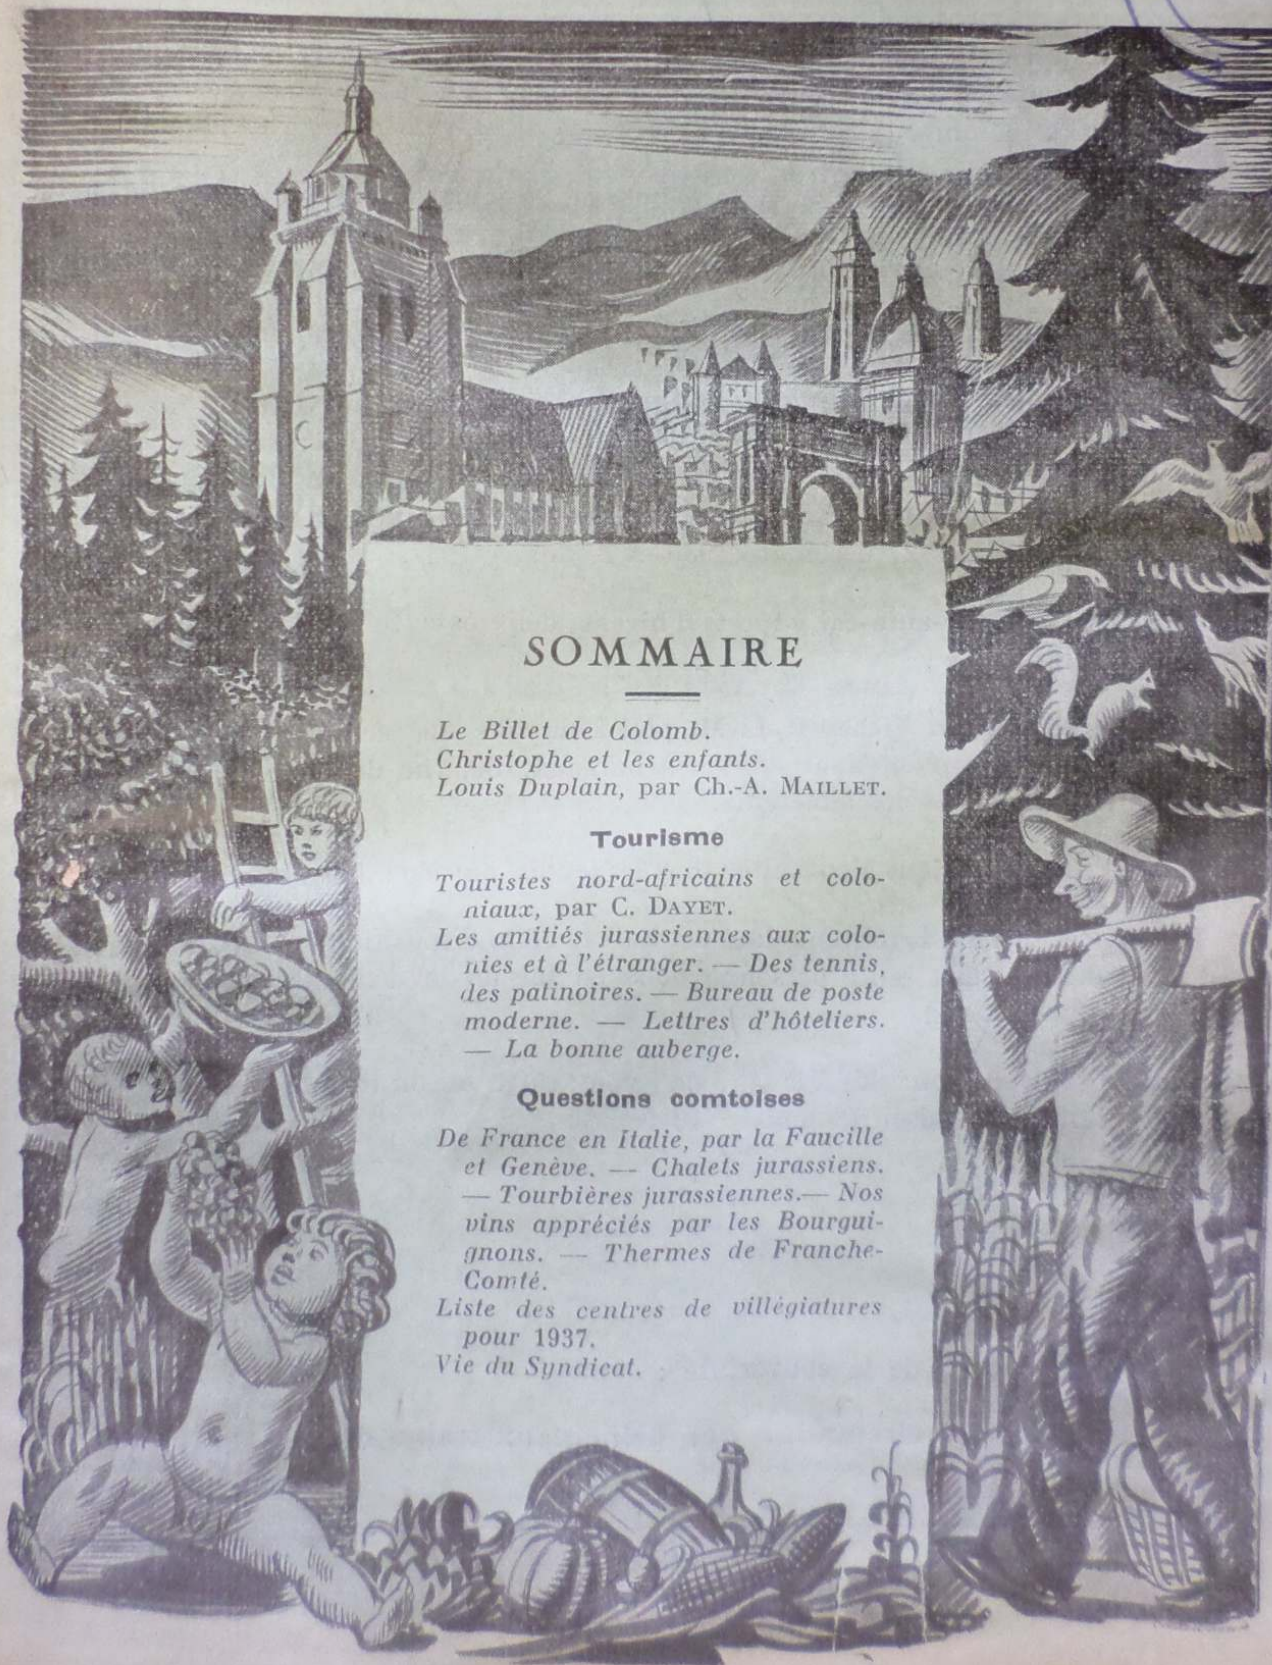 SOMMAIRE
Le Billet de Colomb.
Christophe et les enfants.
Louis Duplain, par Ch.-A. MAILLET.
Tourisme
Touristes nord-africains et colo-
niaux, par C. DAYET.
Les amitiés jurassiennes aux colo-
nies et à l'étranger. — Des tennis,
des patinoires. — Bureau de poste
moderne. — Lettres d'hôteliers.
— La bonne auberge.
Questions comtoises
De France en Italie, par la Faucille
et Genève. — Chalets jurassiens.
— Tourbières jurassiennes. — Nos
vins appréciés par les Bourgui-
gnons. — Thermes de Franche-
Comté.
Liste des centres de villégiatures
pour 1937.
Vie du Syndicat.